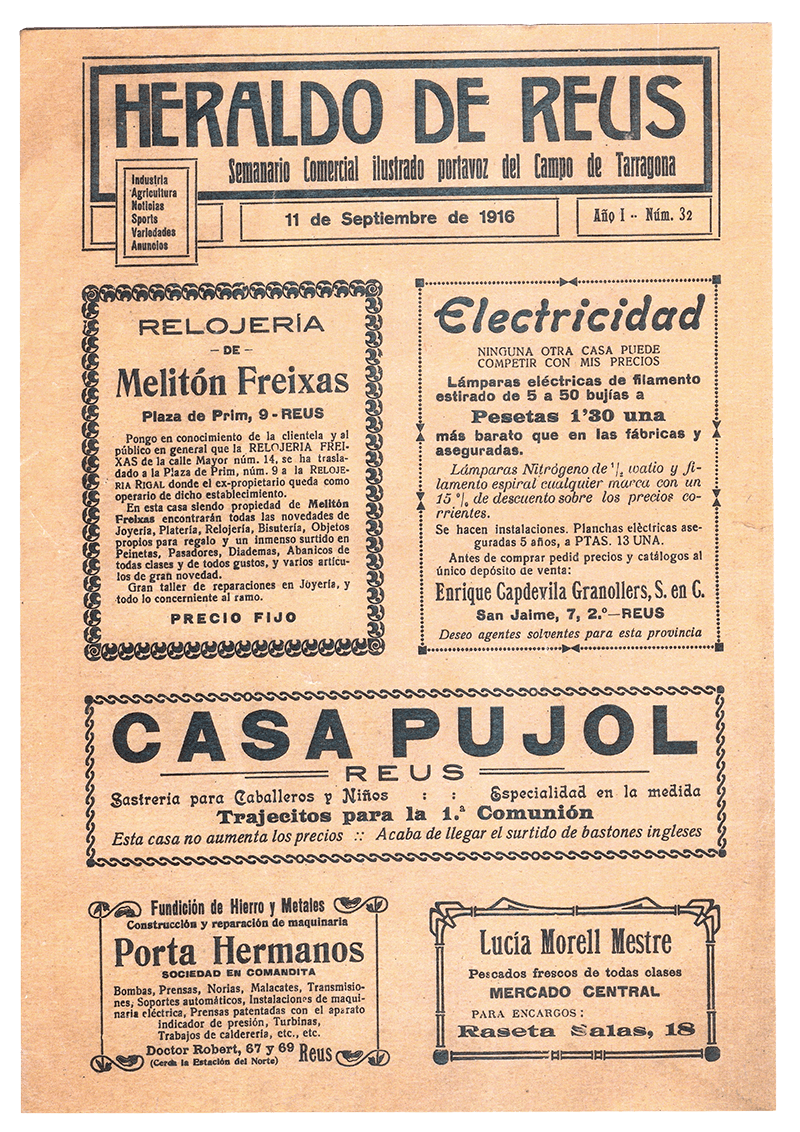 HERALDO DE REUS
Semanario Comercial ilustrado portavoz del Campo de Tarragona
Industria
Agricultura
Noticias
Sports
Variedades
Anuncios
11 de Septiembre de 1916
Año I -- Núm. 32
RELOJERÍA
— DE —
Melitón Freixas
Plaza de Prim, 9 - REUS
Pongo en conocimiento de la clientela y al
público en general que la RELOJERIA FREI-
XAS de la calle Mayor núm. 14, se ha trasla-
dado a la Plaza de Prim, núm. 9 a la RELOJE-
RIA RIGAL donde el ex-propietario queda como
operario de dicho establecimiento.
En esta casa siendo propiedad de Melitón
Freixas encontrarán todas las novedades de
Joyería, Platería, Relojería, Bisutería, Objetos
propios para regalo y un inmenso surtido en
Peinetas, Pasadores, Diademas, Abanicos de
todas clases y de todos gustos, y varios artícu-
los de gran novedad.
Gran taller de reparaciones en Joyería, y
todo lo concerniente al ramo.
PRECIO FIJO
Electricidad
NINGUNA OTRA CASA PUEDE
COMPETIR CON MIS PRECIOS
Lámparas eléctricas de filamento
estirado de 5 a 50 bujías a
Pesetas 1'30 una
más barato que en las fábricas y
aseguradas.
Lámparas Nitrógeno de 1/2 watio y fi-
lamento espiral cualquier marca con un
15 % de descuento sobre los precios co-
rrientes.
Se hacen instalaciones. Planchas elèctricas ase-
guradas 5 años, a PTAS. 13 UNA.
Antes de comprar pedid precios y catálogos al
único depósito de venta:
Enrique Capdevila Granollers, S. en C.
San Jaime, 7, 2.º—REUS
Deseo agentes solventes para esta provincia
CASA PUJOL
REUS
Sastrería para Caballeros y Niños : : Especialidad en la medida
Trajecitos para la 1.ª Comunión
Esta casa no aumenta los precios :: Acaba de llegar el surtido de bastones ingleses
Fundición de Hierro y Metales
Construcción y reparación de maquinaria
Porta Hermanos
SOCIEDAD EN COMANDITA
Bombas, Prensas, Norias, Malacates, Transmisio-
nes, Soportes automáticos, Instalaciones de maqui-
naria eléctrica, Prensas patentadas con el aparato
indicador de presión, Turbinas,
Trabajos de calderería, etc., etc.
Doctor Robert, 67 y 69
(Cerca la Estación del Norte)
Reus
Lucía Morell Mestre
Pescados frescos de todas clases
MERCADO CENTRAL
PARA ENCARGOS:
Raseta Salas, 18